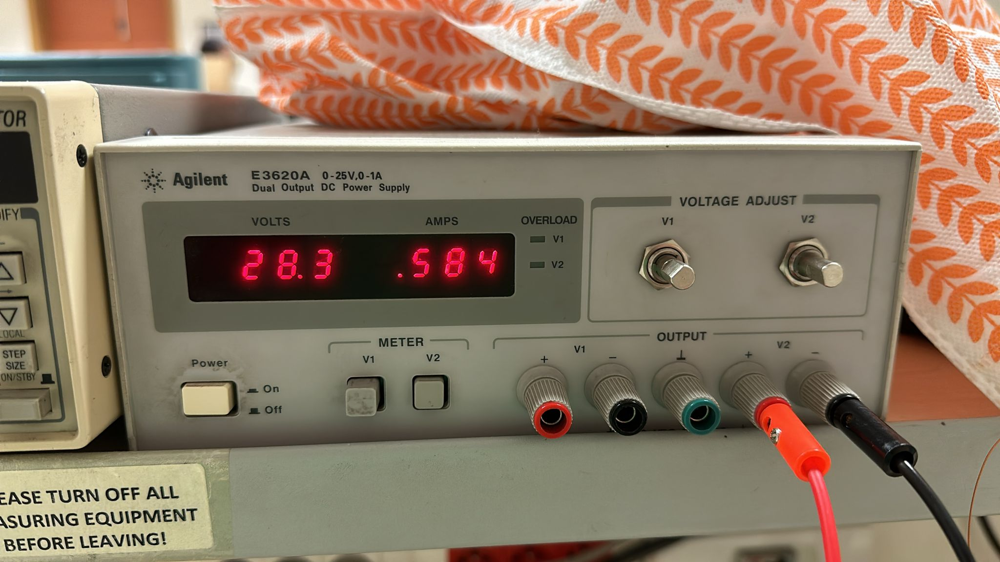 TOR
IFY
LOCAL
STEP
SIZE
ON/STBY
Agilent
E3620A 0-25V,0-1A
Dual Output DC Power Supply
VOLTS AMPS OVERLOAD
28.3 .584
V1
V2
VOLTAGE ADJUST
V1 V2
METER
V1 V2
Power
On
Off
OUTPUT
V1 V2
+ - ⊥ + -
EASE TURN OFF ALL
ASURING EQUIPMENT
BEFORE LEAVING!